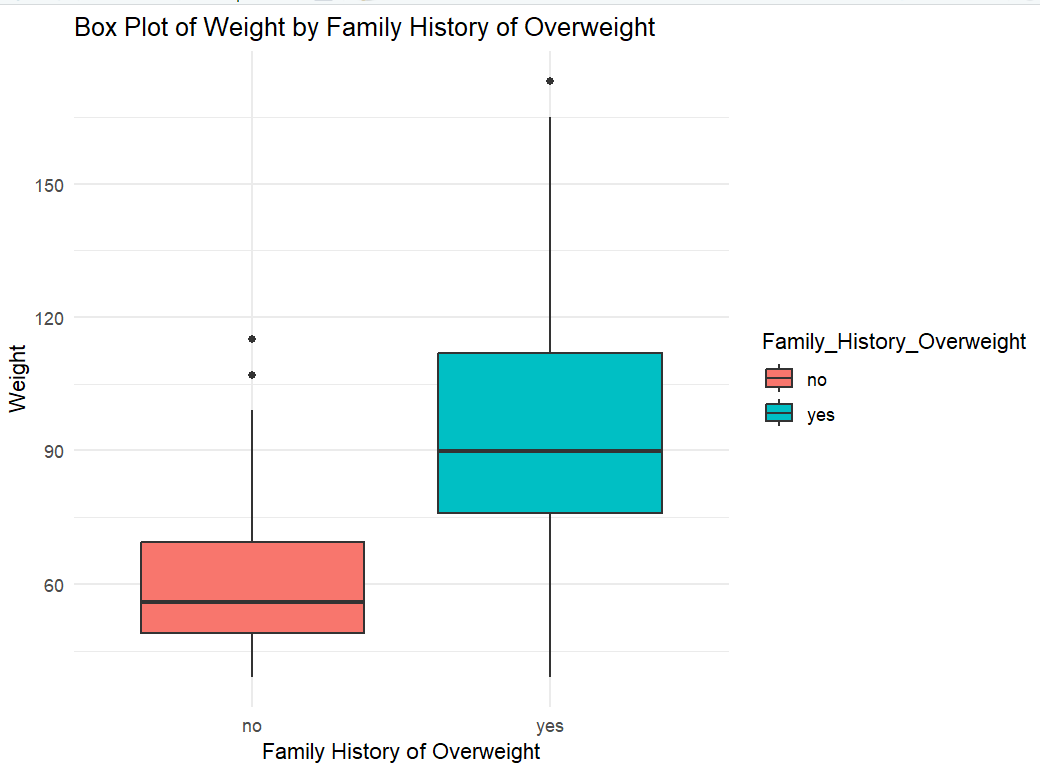 Box Plot of Weight by Family History of Overweight
150
120
90
60
Weight
no
yes
Family History of Overweight
Family_History_Overweight
no
yes